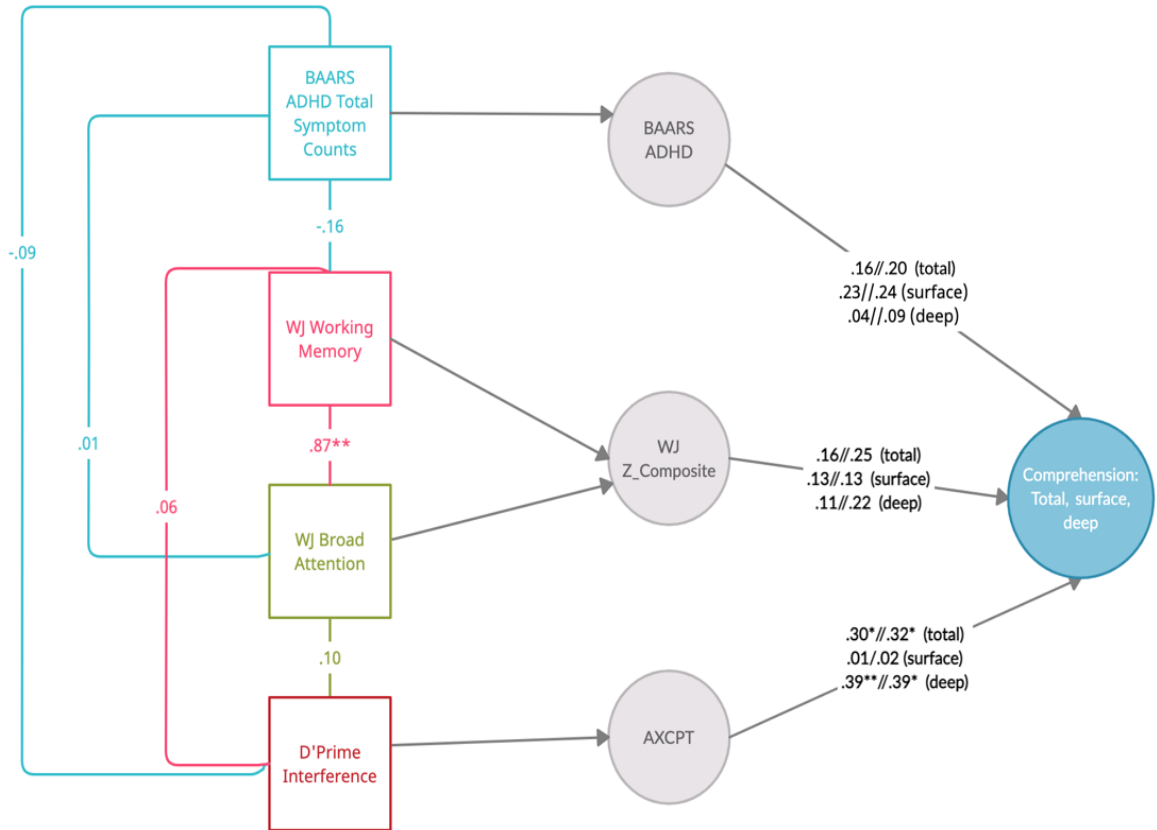 BAARS
ADHD Total
Symptom
Counts
BAARS
ADHD
-.16
-.09
.16//.20 (total)
.23//.24 (surface)
.04//.09 (deep)
WJ Working
Memory
.87**
.01
WJ
Z_Composite
.16//.25 (total)
.13//.13 (surface)
.11//.22 (deep)
Comprehension:
Total, surface,
deep
.06
WJ Broad
Attention
.10
.30*//.32* (total)
.01/.02 (surface)
.39**//.39* (deep)
D'Prime
Interference
AXCPT